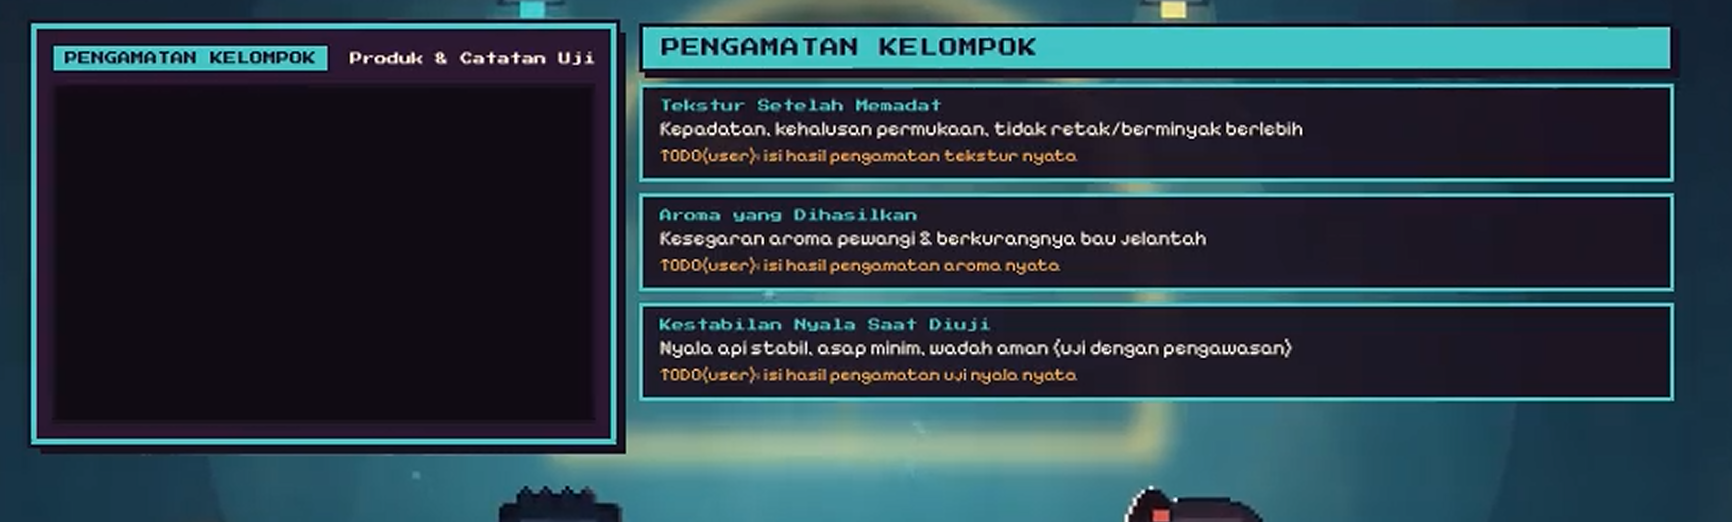 PENGAMATAN KELOMPOK Produk & Catatan Uji
PENGAMATAN KELOMPOK
Tekstur Setelah Memadat
Kepadatan, kehalusan permukaan, tidak retak/berminyak berlebih
TODO(user): isi hasil pengamatan tekstur nyata
Aroma yang Dihasilkan
Kesegaran aroma pewangi & berkurangnya bau jelantah
TODO(user): isi hasil pengamatan aroma nyata
Kestabilan Nyala Saat Diuji
Nyala api stabil, asap minim, wadah aman (uji dengan pengawasan)
TODO(user): isi hasil pengamatan uji nyala nyata